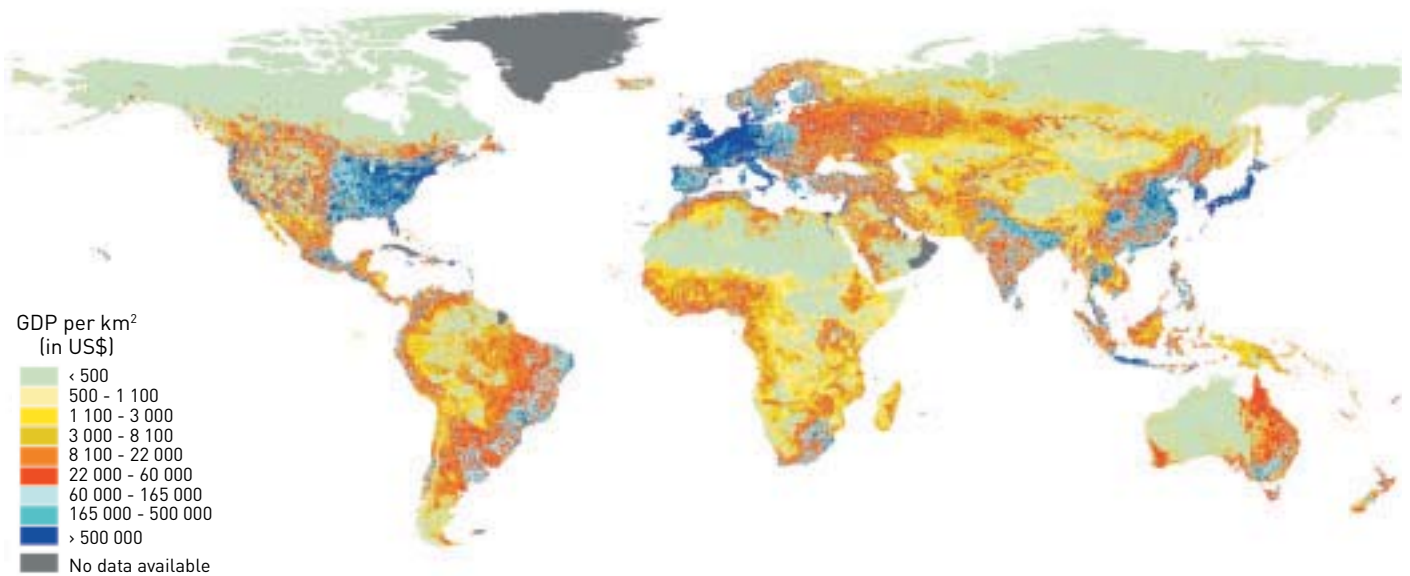 GDP per km²
(in US$)
‹ 500
500 - 1 100
1 100 - 3 000
3 000 - 8 100
8 100 - 22 000
22 000 - 60 000
60 000 - 165 000
165 000 - 500 000
› 500 000
No data available